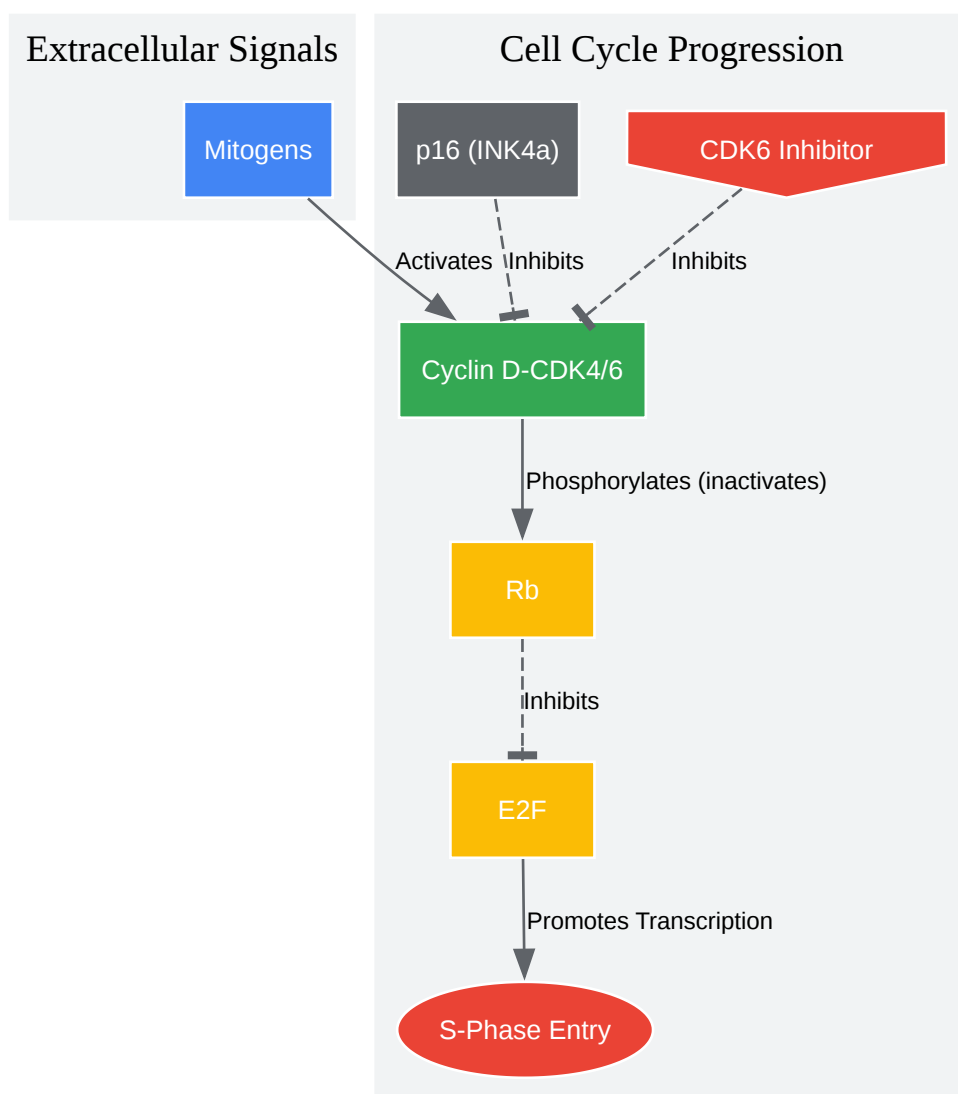 Extracellular Signals
Cell Cycle Progression
Mitogens
p16 (INK4a)
CDK6 Inhibitor
Activates
Inhibits
Inhibits
Cyclin D-CDK4/6
Phosphorylates (inactivates)
Rb
Inhibits
E2F
Promotes Transcription
S-Phase Entry